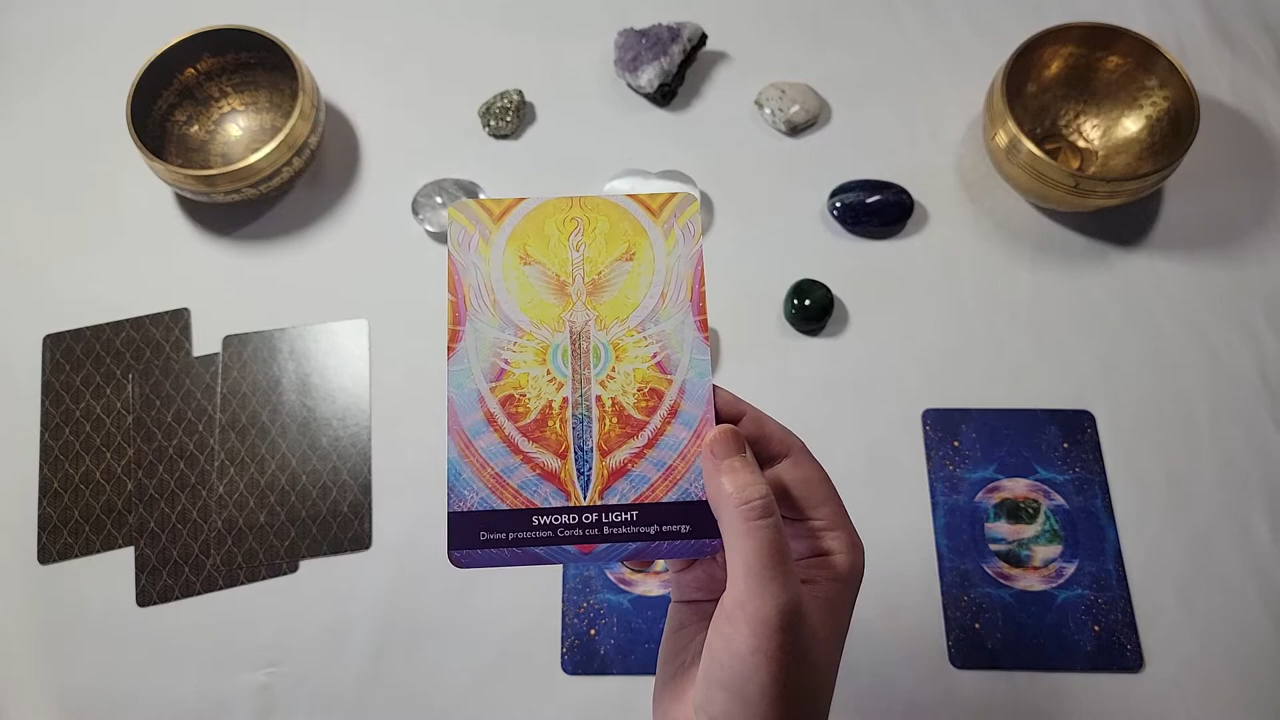 SWORD OF LIGHT
Divine protection. Cords cut. Breakthrough energy.